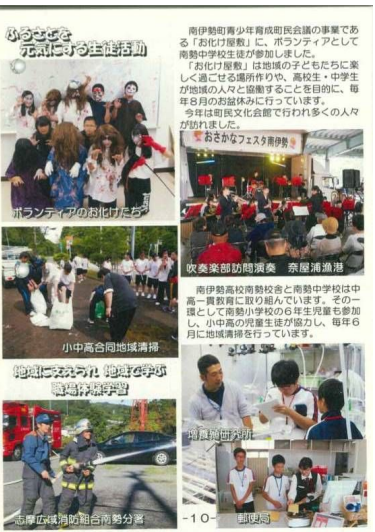 ふるさとを
元気にする生徒活動
ボランティアのお化けたち
南伊勢町青少年育成町民会議の事業であ
る「お化け屋敷」に、ボランティアとして
南勢中学校生徒が参加しました。
「お化け屋敷」は地域の子どもたちに楽
しく過ごせる場所作りや、高校生・中学生
が地域の人々と協働することを目的に、毎
年８月のお盆休みに行っています。
今年は町民文化会館で行われ多くの人々
が訪れました。
おさかなフェスタ南伊勢
吹奏楽部訪問演奏　奈屋浦漁港
小中高合同地域清掃
南伊勢高校南勢校舎と南勢中学校は中
高一貫教育に取り組んでいます。その一
環として南勢小学校の６年生児童も参加
し、小中高の児童生徒が協力し、毎年６
月に地域清掃を行っています。
地域に支えられ 地域で学ぶ
職場体験学習
志摩広域消防組合南勢分署
増養殖研究所
郵便局
-10-